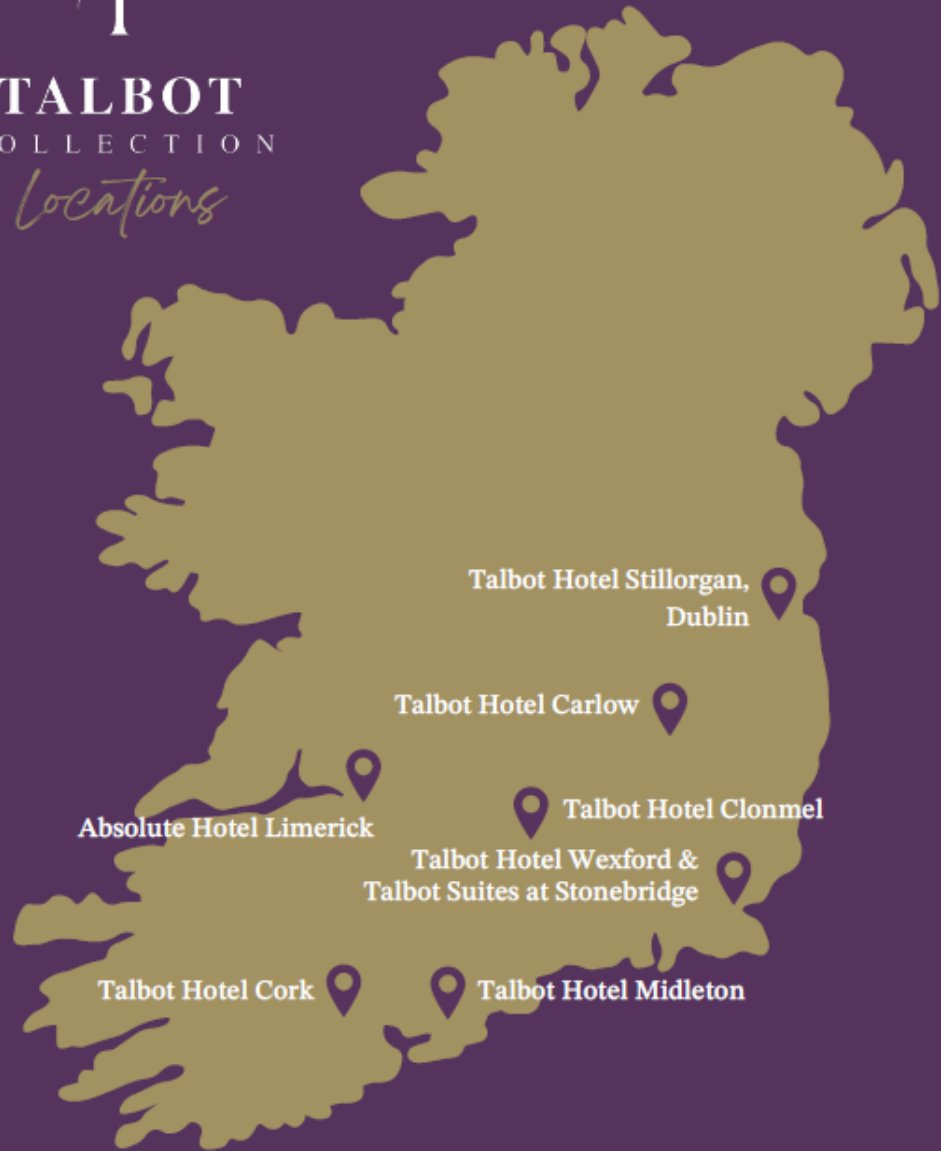 TALBOT
OLLECTION
Locations
Talbot Hotel Stillorgan,
Dublin
Talbot Hotel Carlow
Absolute Hotel Limerick
Talbot Hotel Clonmel
Talbot Hotel Wexford &
Talbot Suites at Stonebridge
Talbot Hotel Cork
Talbot Hotel Midleton